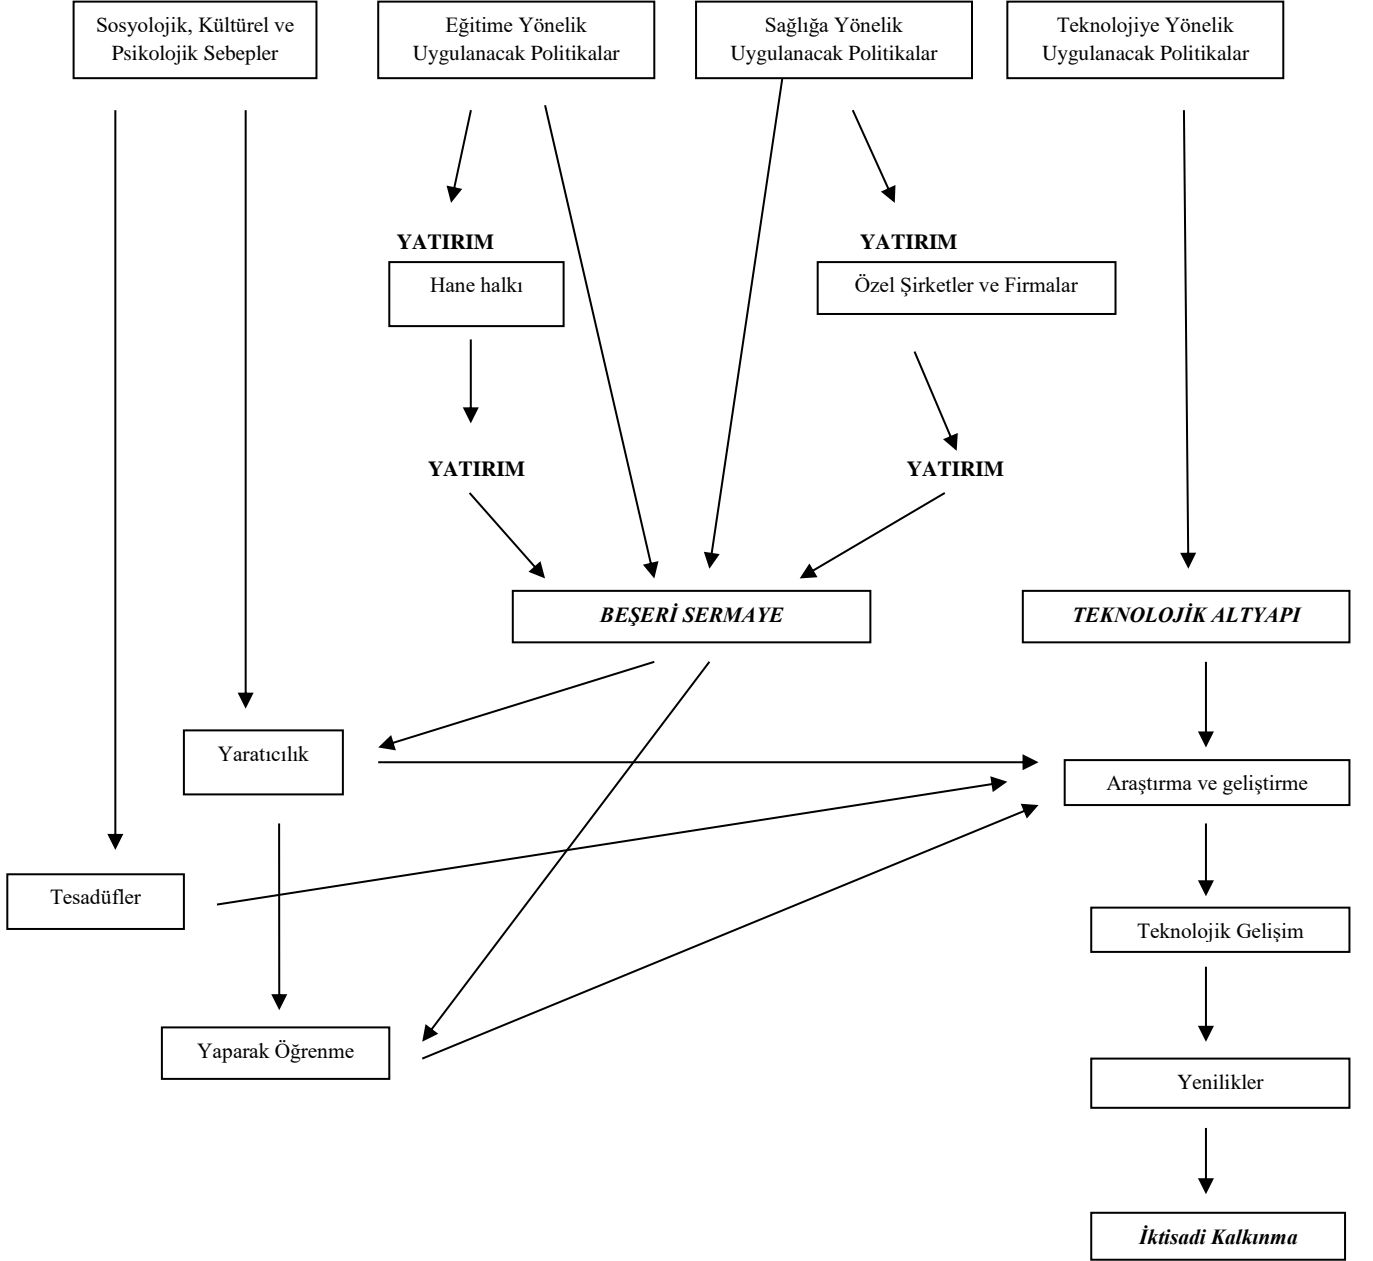 Sosyolojik, Kültürel ve
Psikolojik Sebepler
Eğitime Yönelik
Uygulanacak Politikalar
Sağlığa Yönelik
Uygulanacak Politikalar
Teknolojiye Yönelik
Uygulanacak Politikalar
YATIRIM
YATIRIM
Hane halkı
Özel Şirketler ve Firmalar
YATIRIM
YATIRIM
BEŞERİ SERMAYE
TEKNOLOJİK ALTYAPI
Yaratıcılık
Araştırma ve geliştirme
Tesadüfler
Teknolojik Gelişim
Yaparak Öğrenme
Yenilikler
İktisadi Kalkınma